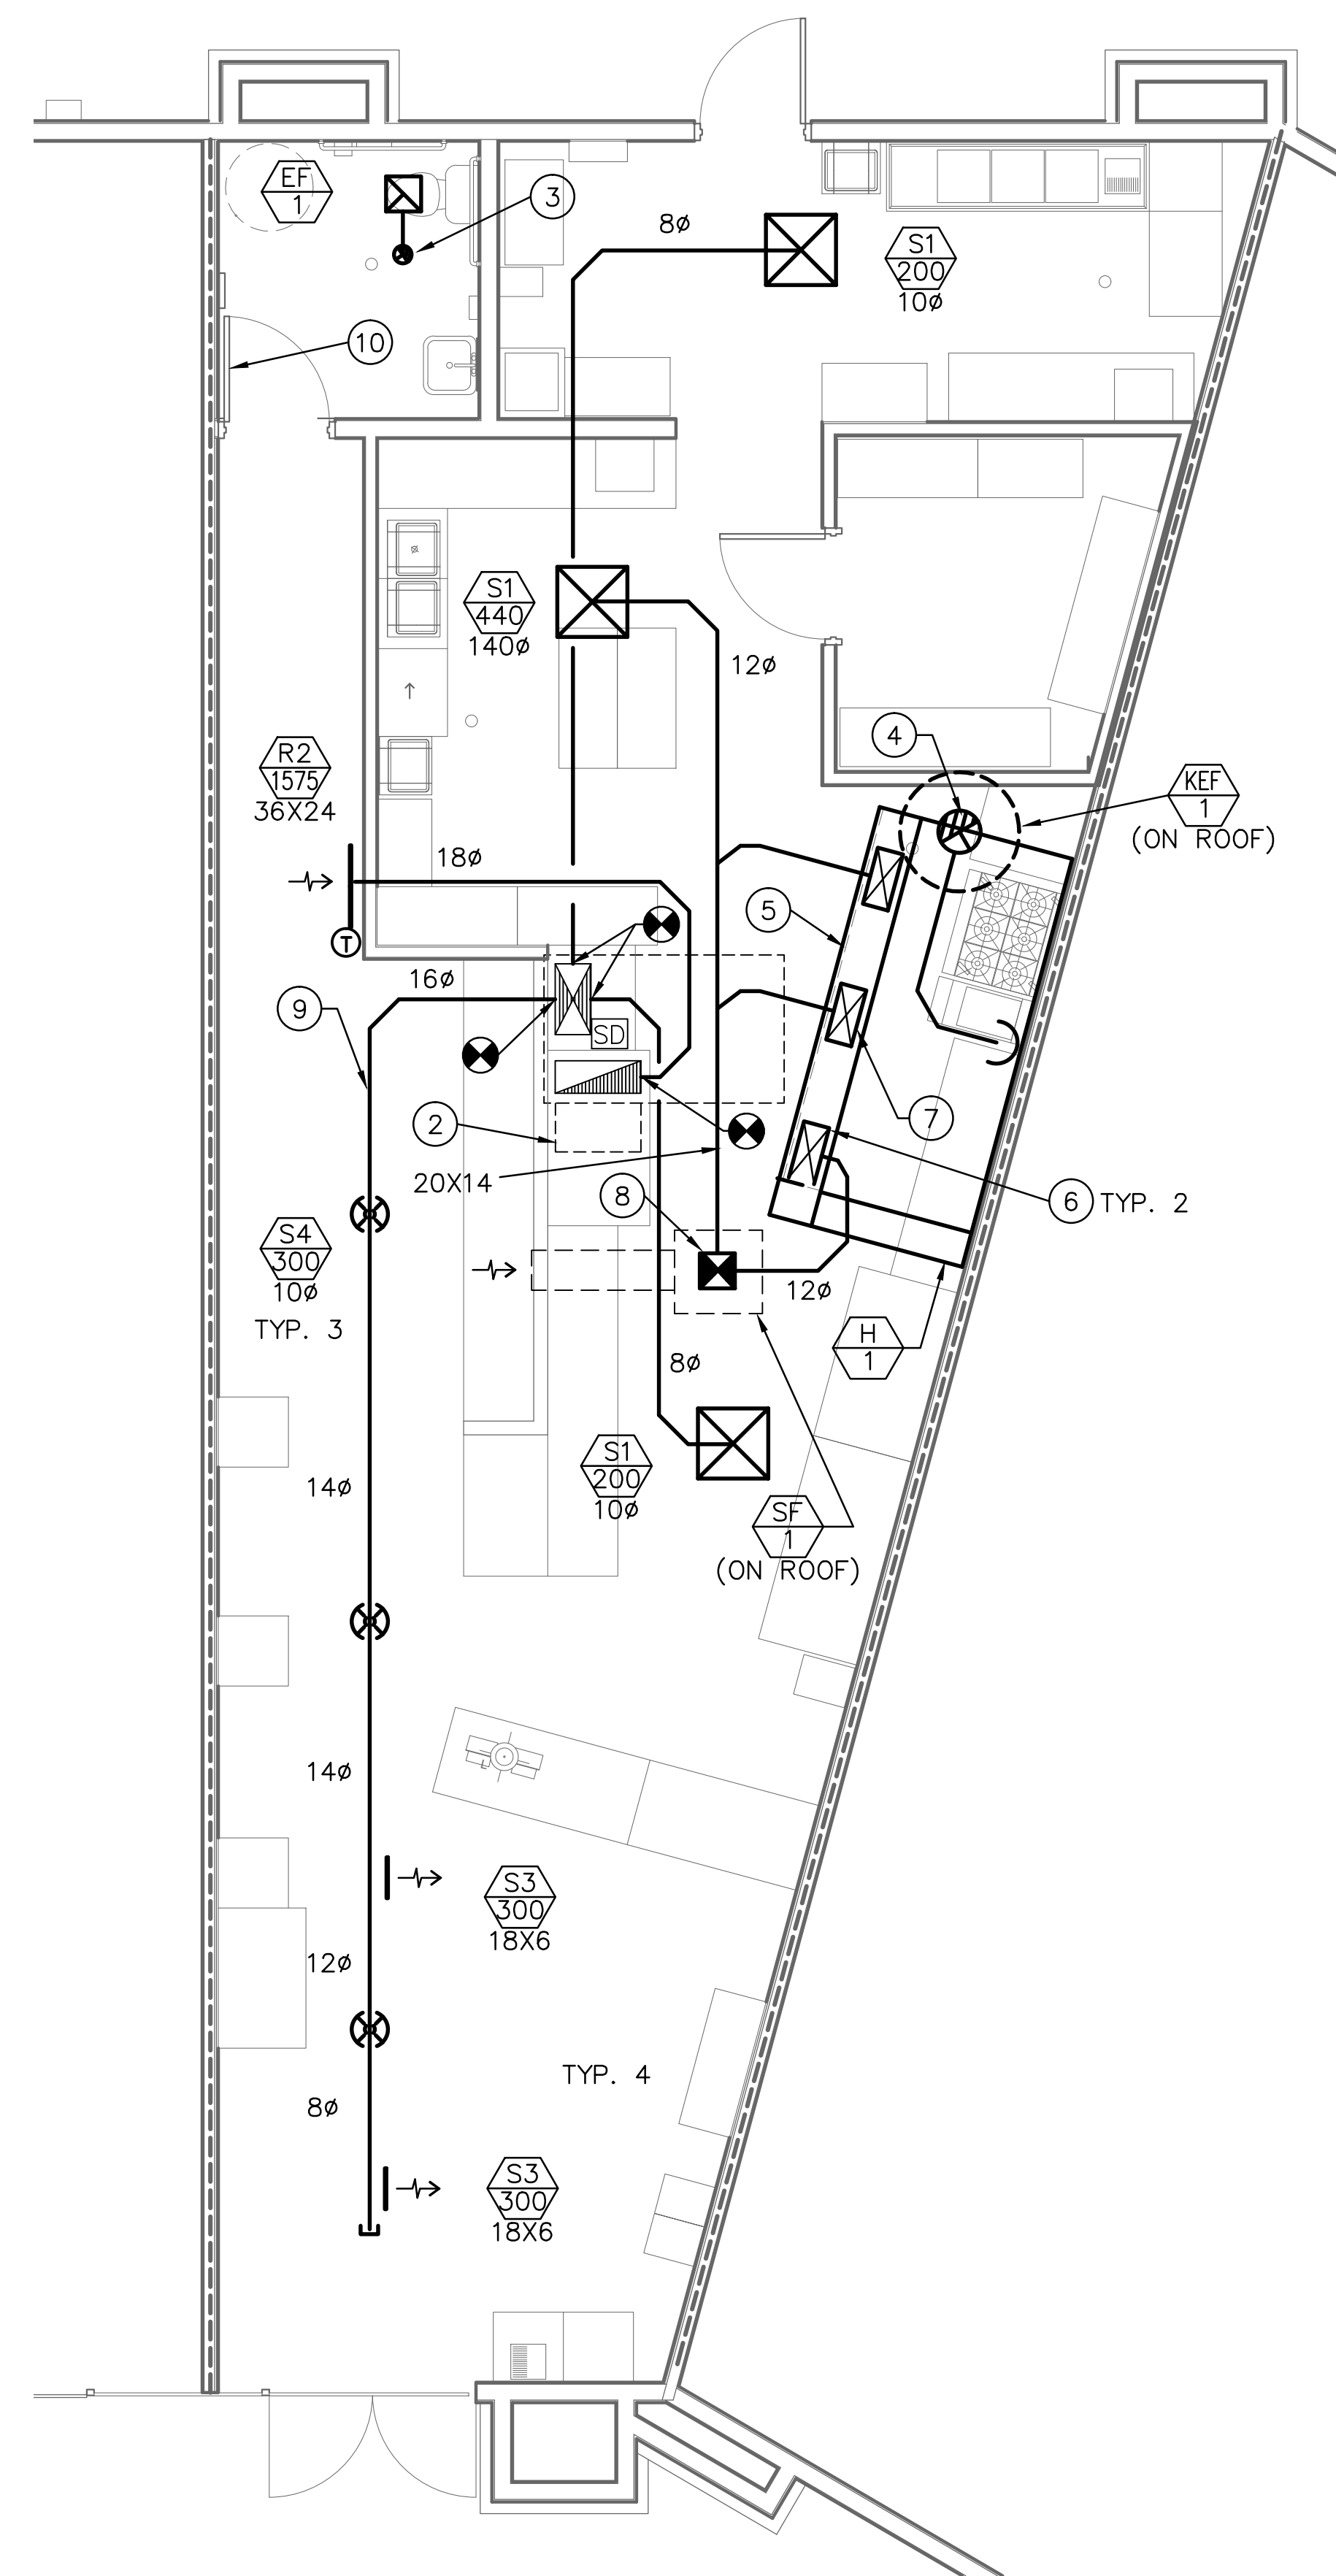 EF
1
3
8ø
S1
200
10ø
10
S1
440
140ø
12ø
4
R2
1575
36X24
KEF
1
(ON ROOF)
18ø
5
T
16ø
9
SD
2
7
20X14
8
6 TYP. 2
S4
300
10ø
TYP. 3
12ø
H
1
8ø
S1
200
10ø
14ø
SF
1
(ON ROOF)
14ø
S3
300
18X6
12ø
TYP. 4
8ø
S3
300
18X6